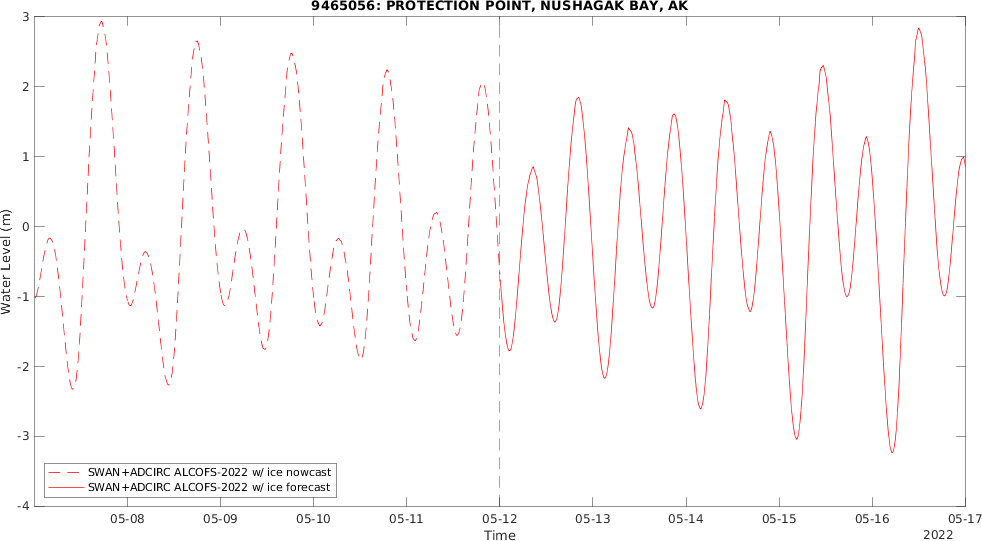 9465056: PROTECTION POINT, NUSHAGAK BAY, AK
3
2
1
0
-1
-2
-3
-4
Water Level (m)
SWAN+ADCIRC ALCOFS-2022 w/ ice nowcast
SWAN+ADCIRC ALCOFS-2022 w/ ice forecast
05-08 05-09 05-10 05-11 05-12 05-13 05-14 05-15 05-16 05-17
Time
2022